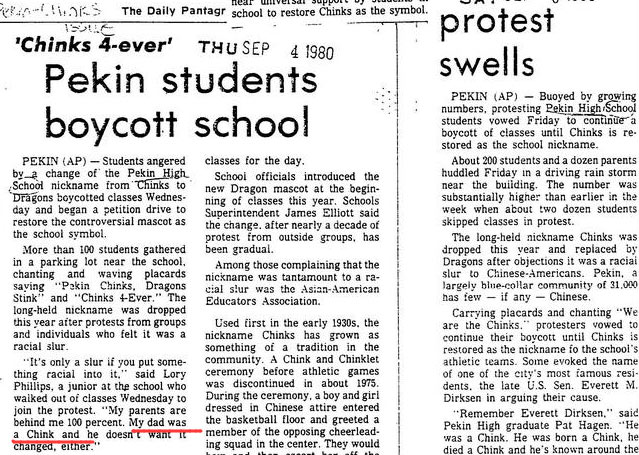 The Daily Pantagr
school to restore Chinks as the symbol.
ISSUE
'Chinks 4-ever'
THU SEP 4 1980
Pekin students
boycott school
PEKIN (AP) — Students angered
by a change of the Pekin High
School nickname from Chinks to
Dragons boycotted classes Wednes-
day and began a petition drive to
restore the controversial mascot as
the school symbol.
More than 100 students gathered
in a parking lot near the school,
chanting and waving placards
saying "Pekin Chinks, Dragons
Stink" and "Chinks 4-Ever." The
long-held nickname was dropped
this year after protests from groups
and individuals who felt it was a
racial slur.
"It's only a slur if you put some-
thing racial into it," said Lory
Phillips, a junior at the school who
walked out of classes Wednesday to
join the protest. "My parents are
behind me 100 percent. My dad was
a Chink and he doesn't want it
changed, either."
classes for the day.
School officials introduced the
new Dragon mascot at the begin-
ning of classes this year. Schools
Superintendent James Elliott said
the change, after nearly a decade of
protest from outside groups, has
been gradual.
Among those complaining that the
nickname was tantamount to a ra-
cial slur was the Asian-American
Educators Association.
Used first in the early 1930s, the
nickname Chinks has grown as
something of a tradition in the
community. A Chink and Chinklet
ceremony before athletic games
was discontinued in about 1975.
During the ceremony, a boy and girl
dressed in Chinese attire entered
the basketball floor and greeted a
member of the opposing cheerlead-
ing squad in the center. They would
protest
swells
PEKIN (AP) — Buoyed by growing
numbers, protesting Pekin High School
students vowed Friday to continue a
boycott of classes until Chinks is re-
stored as the school nickname.
About 200 students and a dozen parents
huddled Friday in a driving rain storm
near the building. The number was
substantially higher than earlier in the
week when about two dozen students
skipped classes in protest.
The long-held nickname Chinks was
dropped this year and replaced by
Dragons after objections it was a racial
slur to Chinese-Americans. Pekin, a
largely blue-collar community of 31,000
has few — if any — Chinese.
Carrying placards and chanting "We
are the Chinks." protesters vowed to
continue their boycott until Chinks is
restored as the nickname fo the school's
athletic teams. Some evoked the name
of one of the city's most famous resi-
dents, the late U.S. Sen. Everett M.
Dirksen in arguing their cause.
"Remember Everett Dirksen," said
Pekin High graduate Pat Hagen. "He
was a Chink. He was born a Chink, he
died a Chink and he's known around the